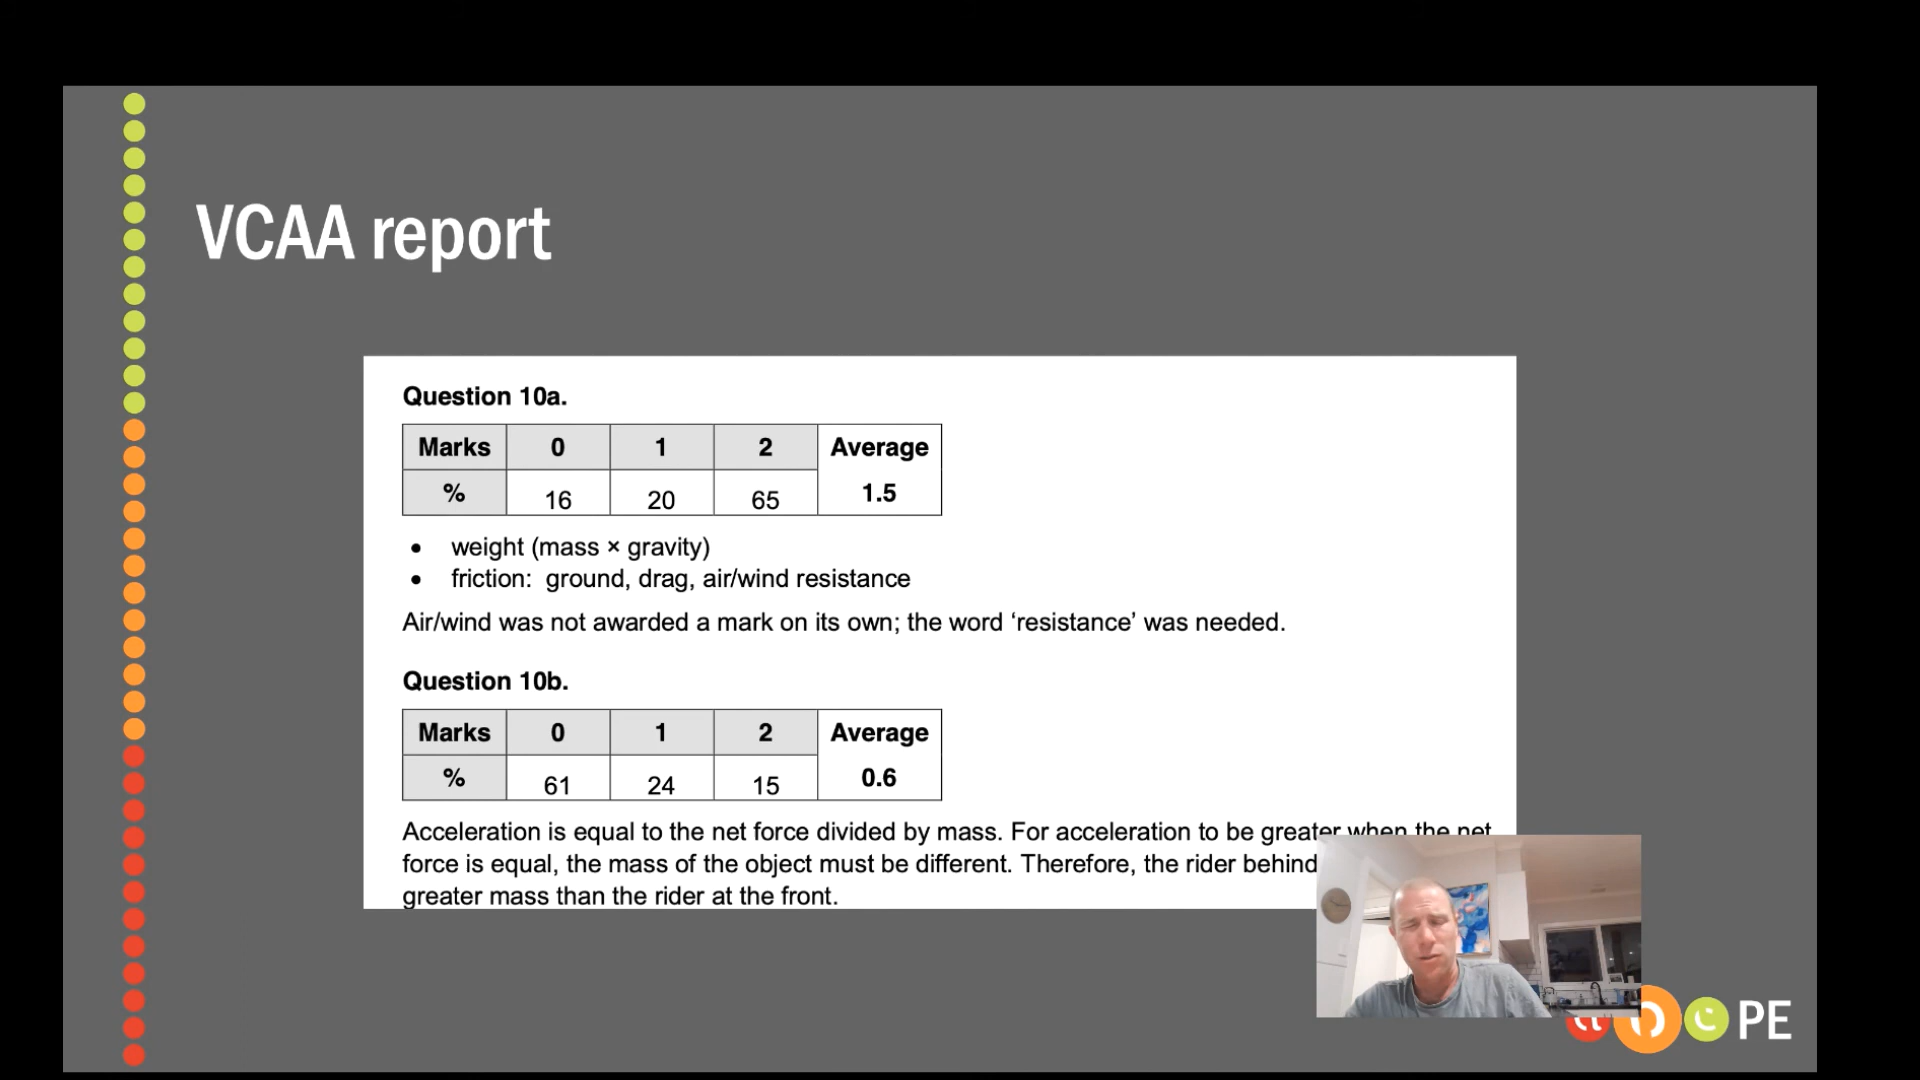 VCAA report
Question 10a.
Marks 0 1 2 Average
% 16 20 65 1.5
• weight (mass × gravity)
• friction: ground, drag, air/wind resistance
Air/wind was not awarded a mark on its own; the word ‘resistance’ was needed.
Question 10b.
Marks 0 1 2 Average
% 61 24 15 0.6
Acceleration is equal to the net force divided by mass. For acceleration to be greater when the net
force is equal, the mass of the object must be different. Therefore, the rider behind
greater mass than the rider at the front.
a b c PE